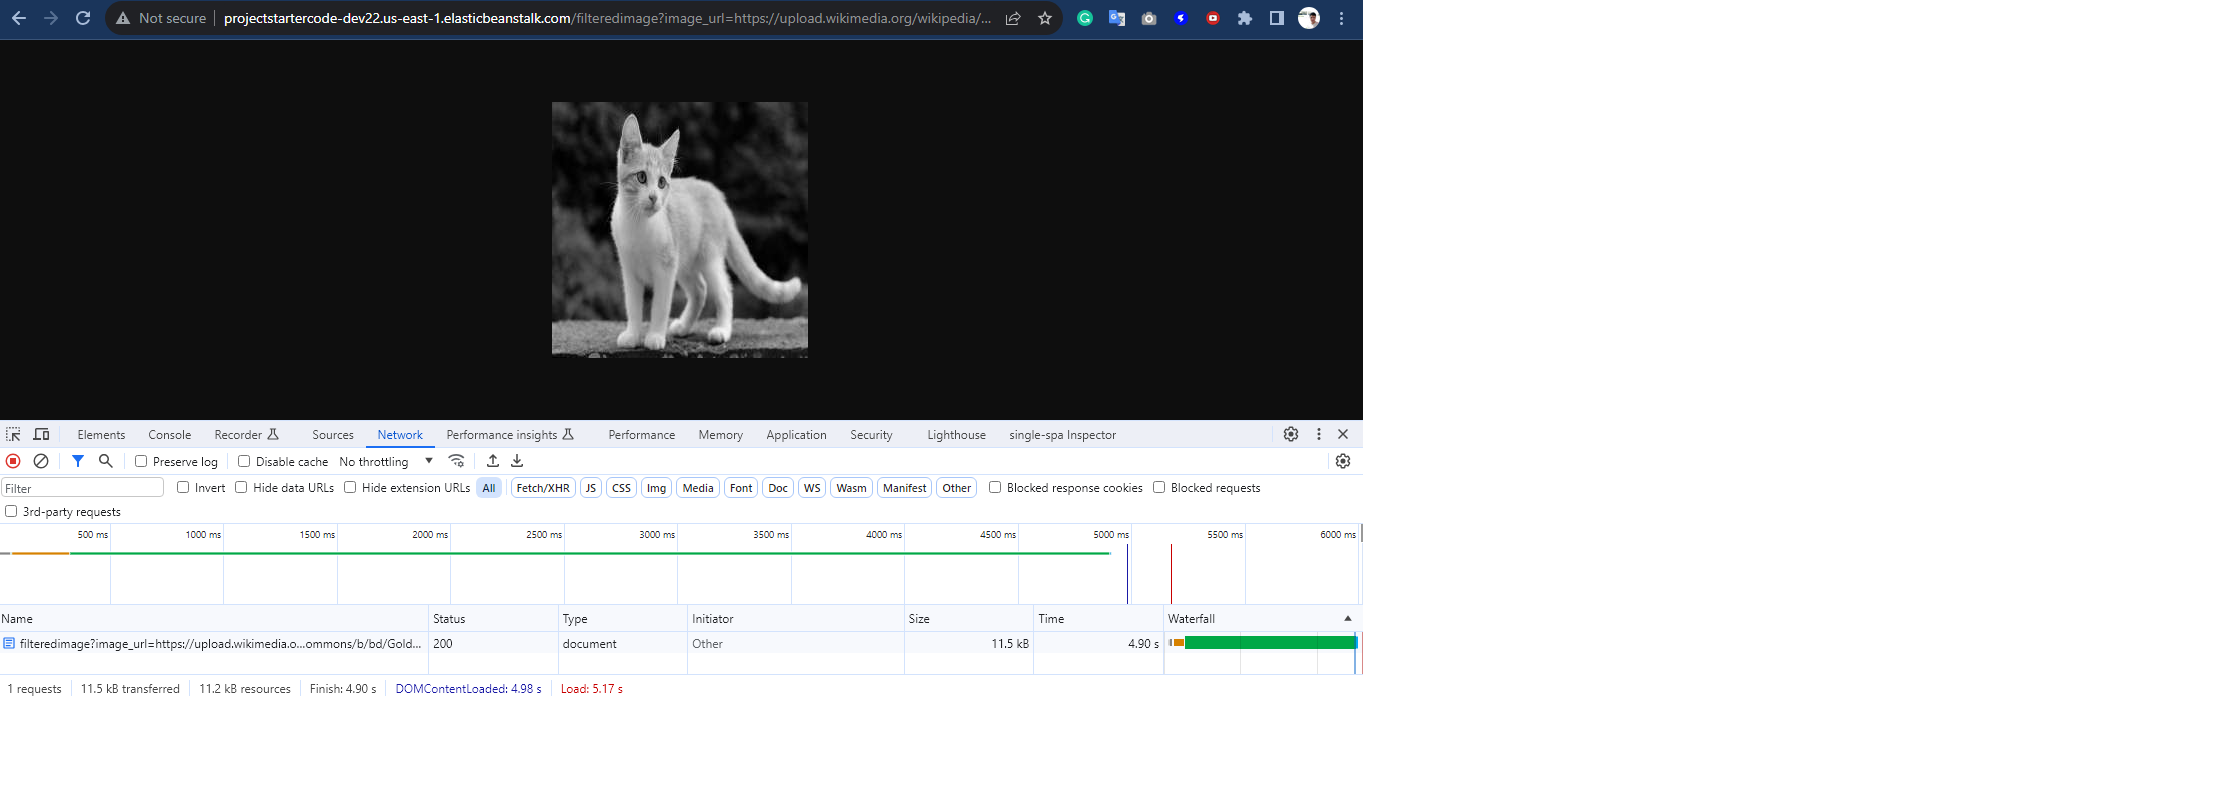 Not secure projectstartercode-dev22.us-east-1.elasticbeanstalk.com/filteredimage?image_url=https://upload.wikimedia.org/wikipedia/...
Elements Console Recorder Sources Network Performance insights Performance Memory Application Security Lighthouse single-spa Inspector
Preserve log Disable cache No throttling
Filter Invert Hide data URLs Hide extension URLs All Fetch/XHR JS CSS Img Media Font Doc WS Wasm Manifest Other Blocked response cookies Blocked requests
3rd-party requests
500 ms 1000 ms 1500 ms 2000 ms 2500 ms 3000 ms 3500 ms 4000 ms 4500 ms 5000 ms 5500 ms 6000 ms
Name Status Type Initiator Size Time Waterfall
filteredimage?image_url=https://upload.wikimedia.o...ommons/b/bd/Gold... 200 document Other 11.5 kB 4.90 s
1 requests 11.5 kB transferred 11.2 kB resources Finish: 4.90 s DOMContentLoaded: 4.98 s Load: 5.17 s